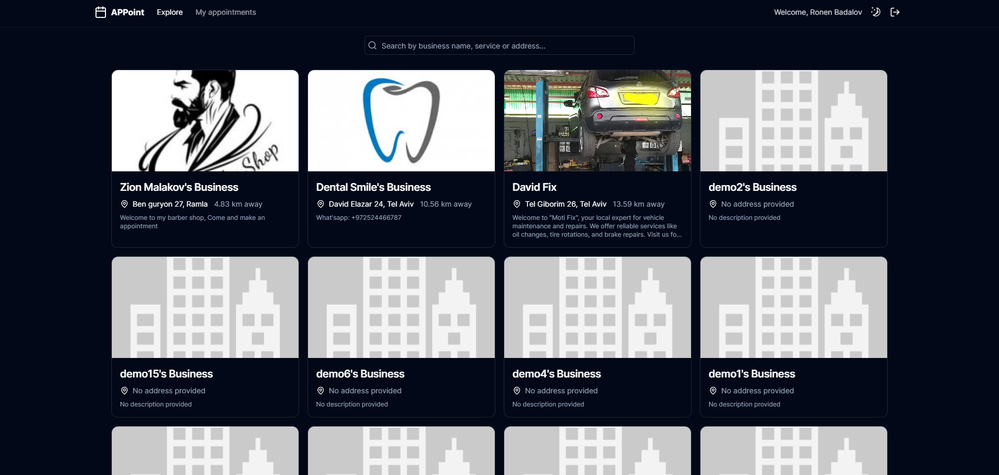 APPoint
Explore
My appointments
Welcome, Ronen Badalov
Search by business name, service or address...
Shop
Zion Malakov's Business
Ben guryon 27, Ramla 4.83 km away
Welcome to my barber shop, Come and make an
appointment
Dental Smile's Business
David Elazar 24, Tel Aviv 10.56 km away
What'sapp: +972524466787
David Fix
Tel Giborim 26, Tel Aviv 13.59 km away
Welcome to "Moti Fix", your local expert for vehicle
maintenance and repairs. We offer reliable services like
oil changes, tire rotations, and brake repairs. Visit us fo...
demo2's Business
No address provided
No description provided
demo15's Business
No address provided
No description provided
demo6's Business
No address provided
No description provided
demo4's Business
No address provided
No description provided
demo1's Business
No address provided
No description provided